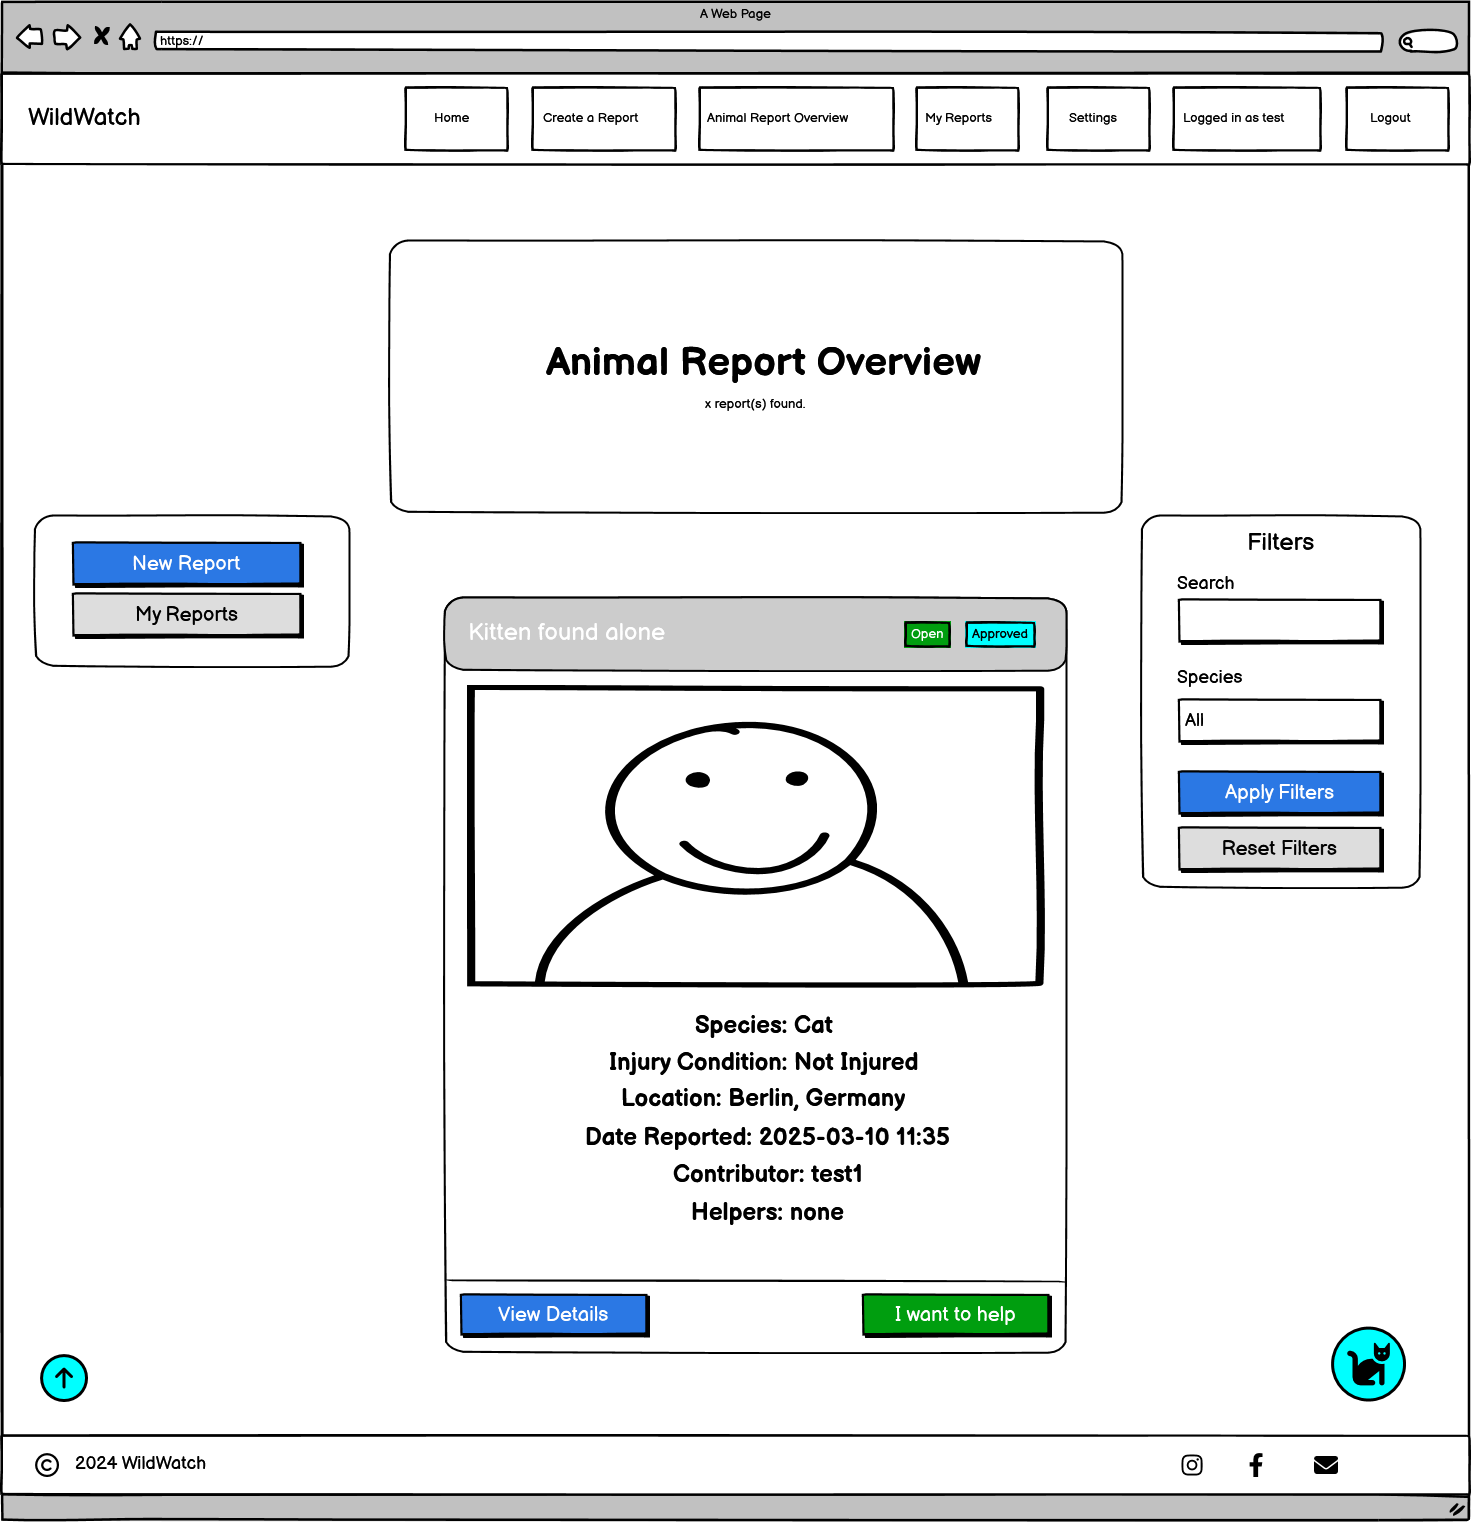 A Web Page
https://
WildWatch
Home
Create a Report
Animal Report Overview
My Reports
Settings
Logged in as test
Logout
Animal Report Overview
x report(s) found.
New Report
My Reports
Kitten found alone
Open
Approved
Species: Cat
Injury Condition: Not Injured
Location: Berlin, Germany
Date Reported: 2025-03-10 11:35
Contributor: test1
Helpers: none
View Details
I want to help
Filters
Search
Species
All
Apply Filters
Reset Filters
© 2024 WildWatch